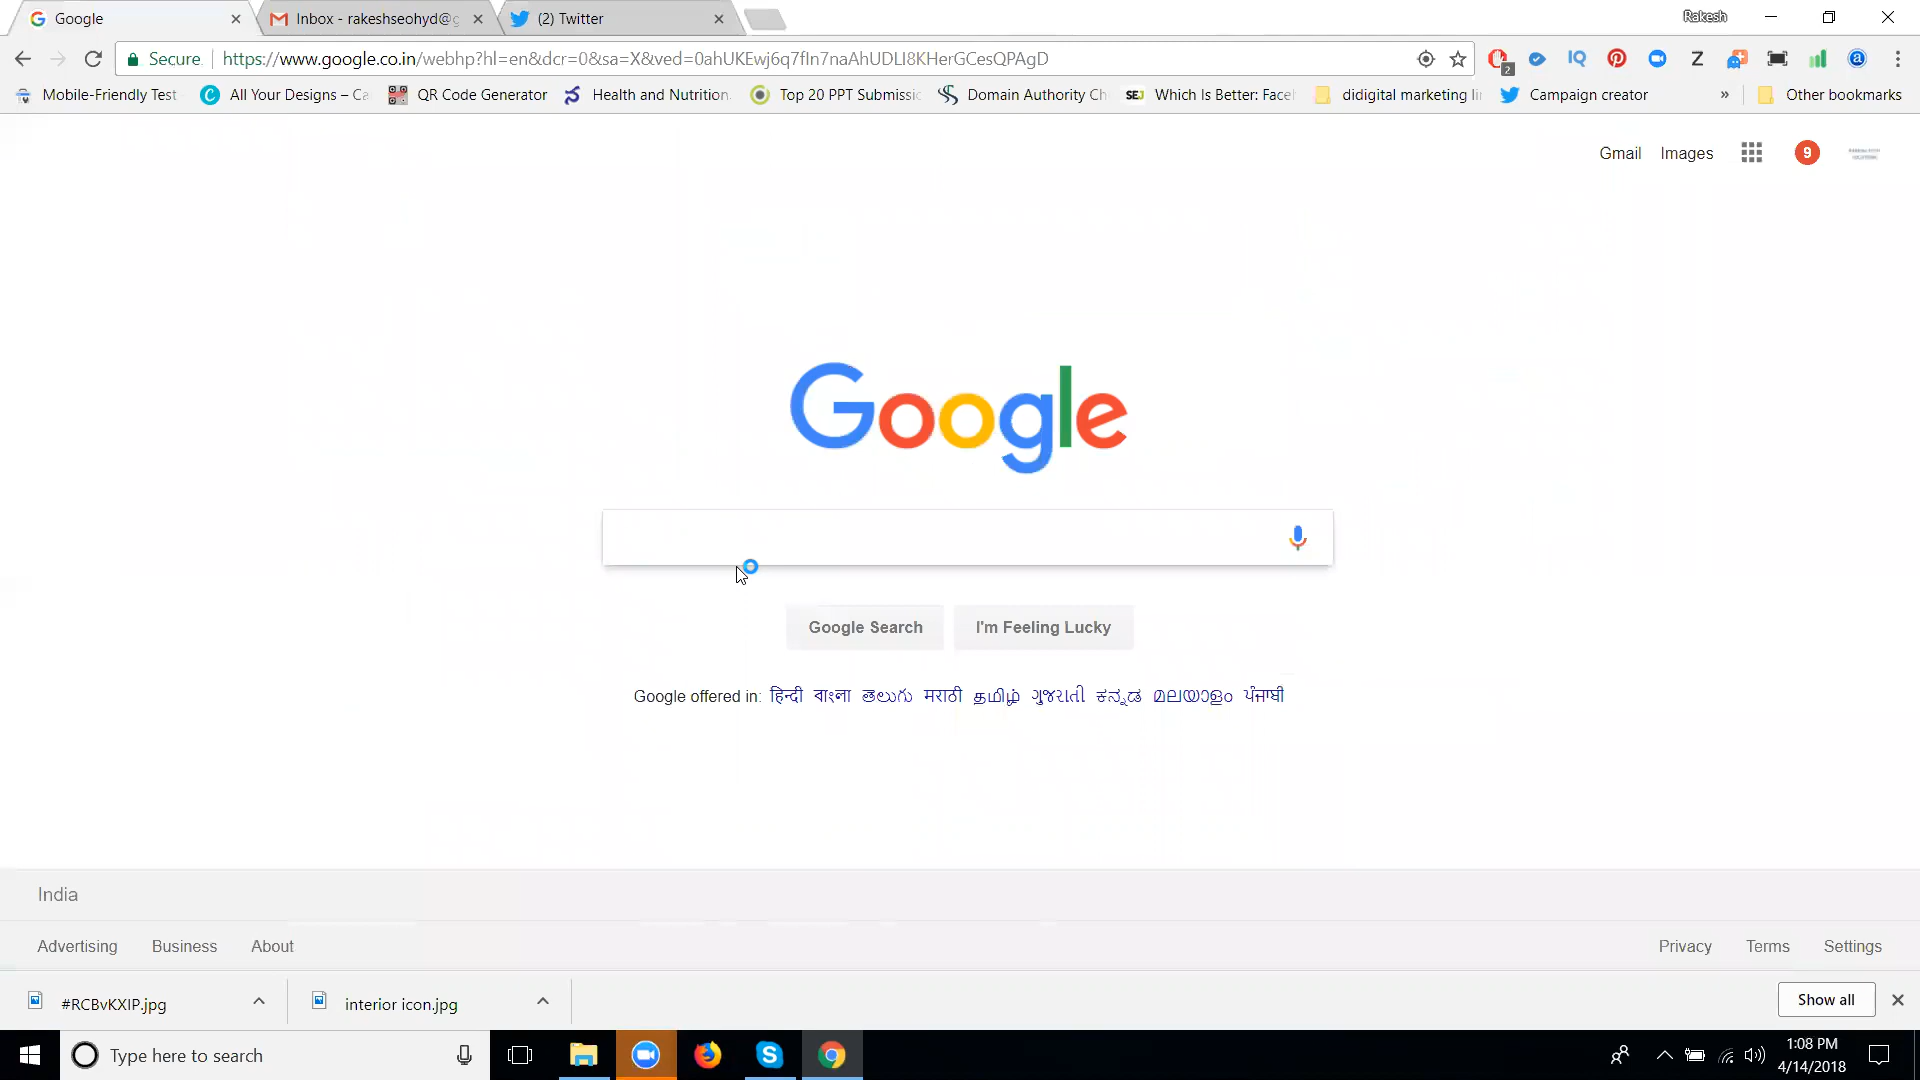 Google
Inbox - rakeshseohyd@g
(2) Twitter
Rakesh
Secure
https://www.google.co.in/webhp?hl=en&dcr=0&sa=X&ved=0ahUKEwj6q7fIn7naAhUDLI8KHerGCesQPAgD
2
Mobile-Friendly Test
All Your Designs – Ca
QR Code Generator
Health and Nutrition
Top 20 PPT Submissi
Domain Authority Ch
SEJ Which Is Better: Facel
didigital marketing li
Campaign creator
»
Other bookmarks
Gmail
Images
9
Google
Google Search
I'm Feeling Lucky
Google offered in: हिन्दी বাংলা తెలుగు मराठी தமிழ் ગુજરાતી ಕನ್ನಡ മലയാളം ਪੰਜਾਬੀ
India
Advertising
Business
About
Privacy
Terms
Settings
#RCBvKXIP.jpg
interior icon.jpg
Show all
Type here to search
1:08 PM
4/14/2018